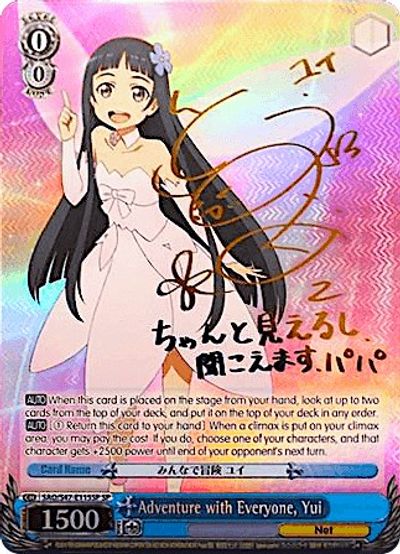 0
LEVEL
0
COST
ユイ
ちゃんと見えるし、
聞こえます、パパ
AUTO When this card is placed on the stage from your hand, look at up to two
cards from the top of your deck, and put it on the top of your deck in any order.
AUTO [① Return this card to your hand] When a climax is put on your climax
area, you may pay the cost. If you do, choose one of your characters, and that
character gets +2500 power until end of your opponent's next turn.
Card Name みんなで冒険 ユイ
SP
1500 Adventure with Everyone, Yui
Net